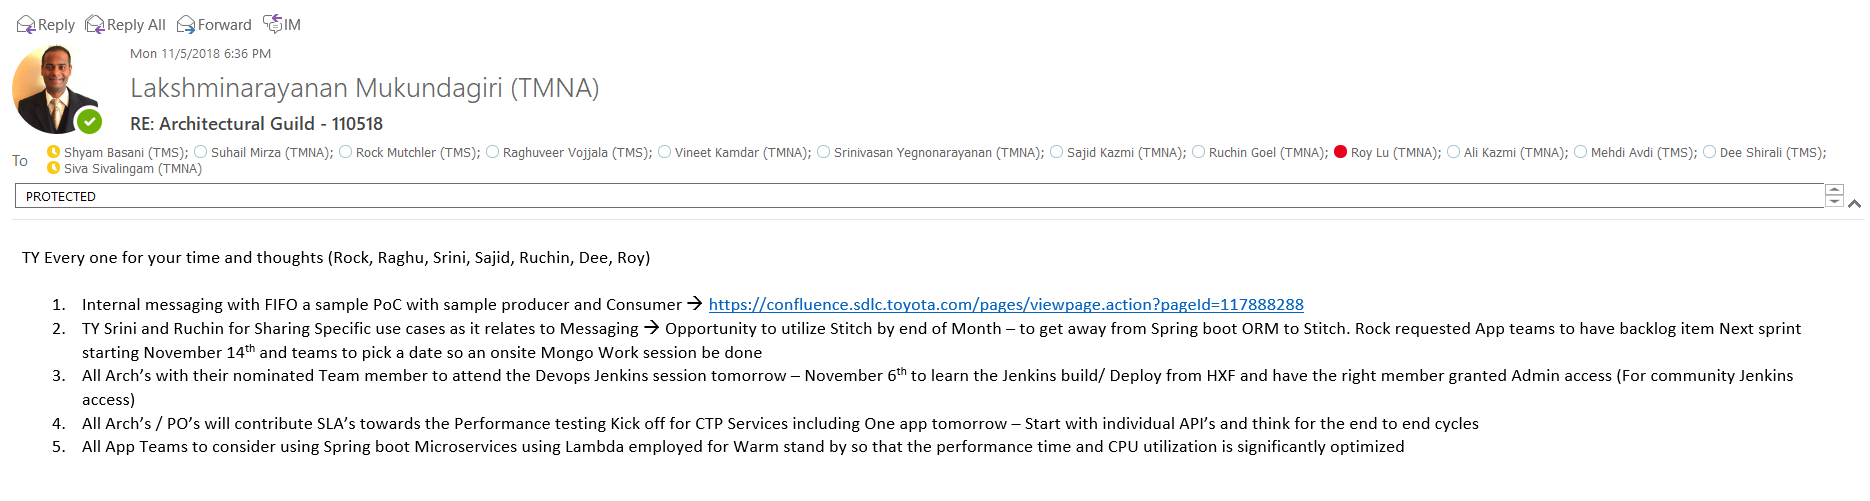 Reply Reply All Forward IM
Mon 11/5/2018 6:36 PM
Lakshminarayanan Mukundagiri (TMNA)
RE: Architectural Guild - 110518
To Shyam Basani (TMS); Suhail Mirza (TMNA); Rock Mutchler (TMS); Raghuveer Vojjala (TMS); Vineet Kamdar (TMNA); Srinivasan Yegnonarayanan (TMNA); Sajid Kazmi (TMNA); Ruchin Goel (TMNA); Roy Lu (TMNA); Ali Kazmi (TMNA); Mehdi Avdi (TMS); Dee Shirali (TMS);
Siva Sivalingam (TMNA)
PROTECTED
TY Every one for your time and thoughts (Rock, Raghu, Srini, Sajid, Ruchin, Dee, Roy)
1. Internal messaging with FIFO a sample PoC with sample producer and Consumer → https://confluence.sdlc.toyota.com/pages/viewpage.action?pageId=117888288
2. TY Srini and Ruchin for Sharing Specific use cases as it relates to Messaging → Opportunity to utilize Stitch by end of Month – to get away from Spring boot ORM to Stitch. Rock requested App teams to have backlog item Next sprint
starting November 14th and teams to pick a date so an onsite Mongo Work session be done
3. All Arch’s with their nominated Team member to attend the Devops Jenkins session tomorrow – November 6th to learn the Jenkins build/ Deploy from HXF and have the right member granted Admin access (For community Jenkins
access)
4. All Arch’s / PO’s will contribute SLA’s towards the Performance testing Kick off for CTP Services including One app tomorrow – Start with individual API’s and think for the end to end cycles
5. All App Teams to consider using Spring boot Microservices using Lambda employed for Warm stand by so that the performance time and CPU utilization is significantly optimized